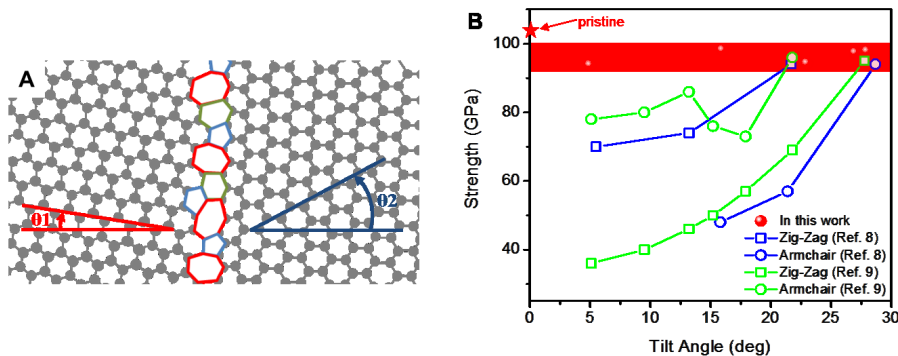 A
θ1
θ2
B
pristine
Strength (GPa)
100
80
60
40
0
5
10
15
20
25
30
Tilt Angle (deg)
In this work
Zig-Zag (Ref. 8)
Armchair (Ref. 8)
Zig-Zag (Ref. 9)
Armchair (Ref. 9)